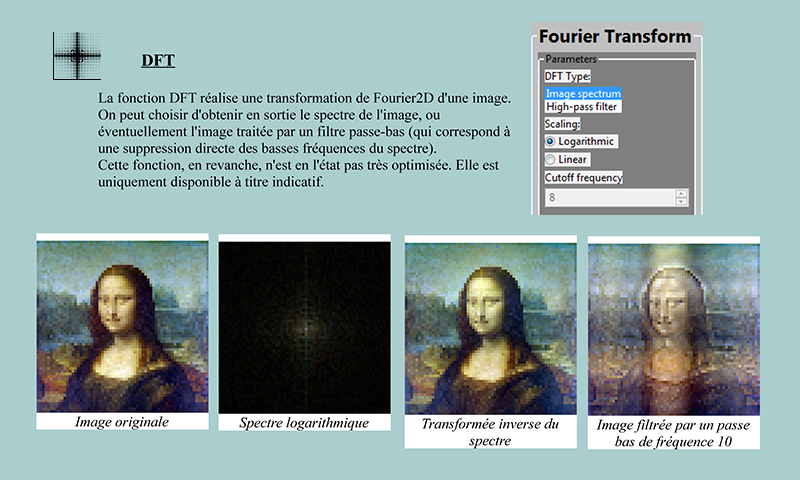 DFT
La fonction DFT réalise une transformation de Fourier2D d'une image.
On peut choisir d'obtenir en sortie le spectre de l'image, ou
éventuellement l'image traitée par un filtre passe-bas (qui correspond à
une suppression directe des basses fréquences du spectre).
Cette fonction, en revanche, n'est en l'état pas très optimisée. Elle est
uniquement disponible à titre indicatif.
Fourier Transform
Parameters
DFT Type:
Image spectrum
High-pass filter
Scaling:
Logarithmic
Linear
Cutoff frequency
8
Image originale
Spectre logarithmique
Transformée inverse du
spectre
Image filtrée par un passe
bas de fréquence 10